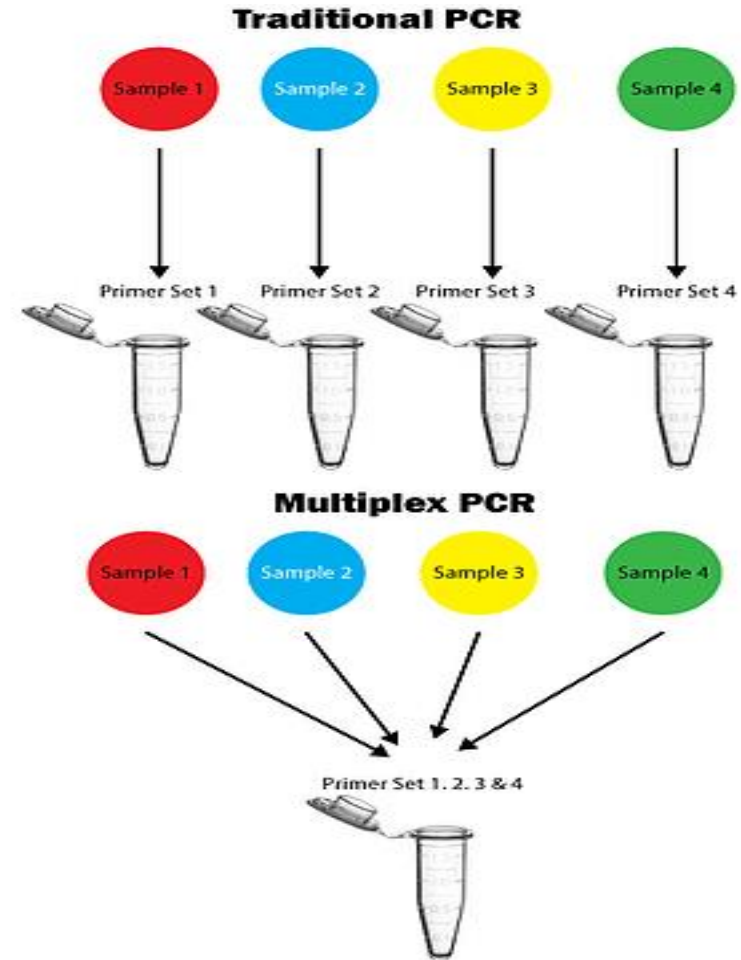 Traditional PCR
Sample 1 Sample 2 Sample 3 Sample 4
Primer Set 1 Primer Set 2 Primer Set 3 Primer Set 4
Multiplex PCR
Sample 1 Sample 2 Sample 3 Sample 4
Primer Set 1. 2. 3 & 4